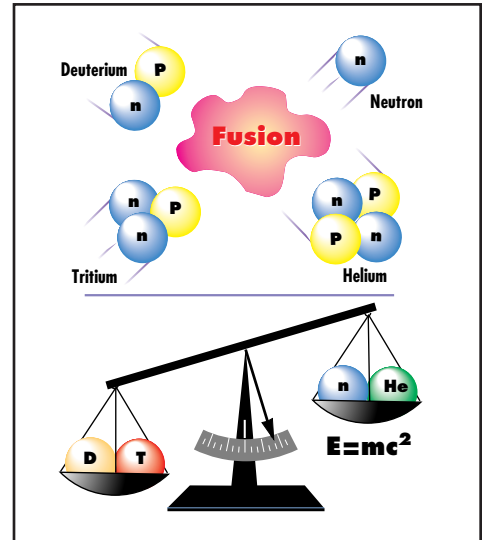 Deuterium
P
n
n
Neutron
Fusion
n
P
n
Tritium
P
n
P
n
Helium
n
He
D
T
E=mc²